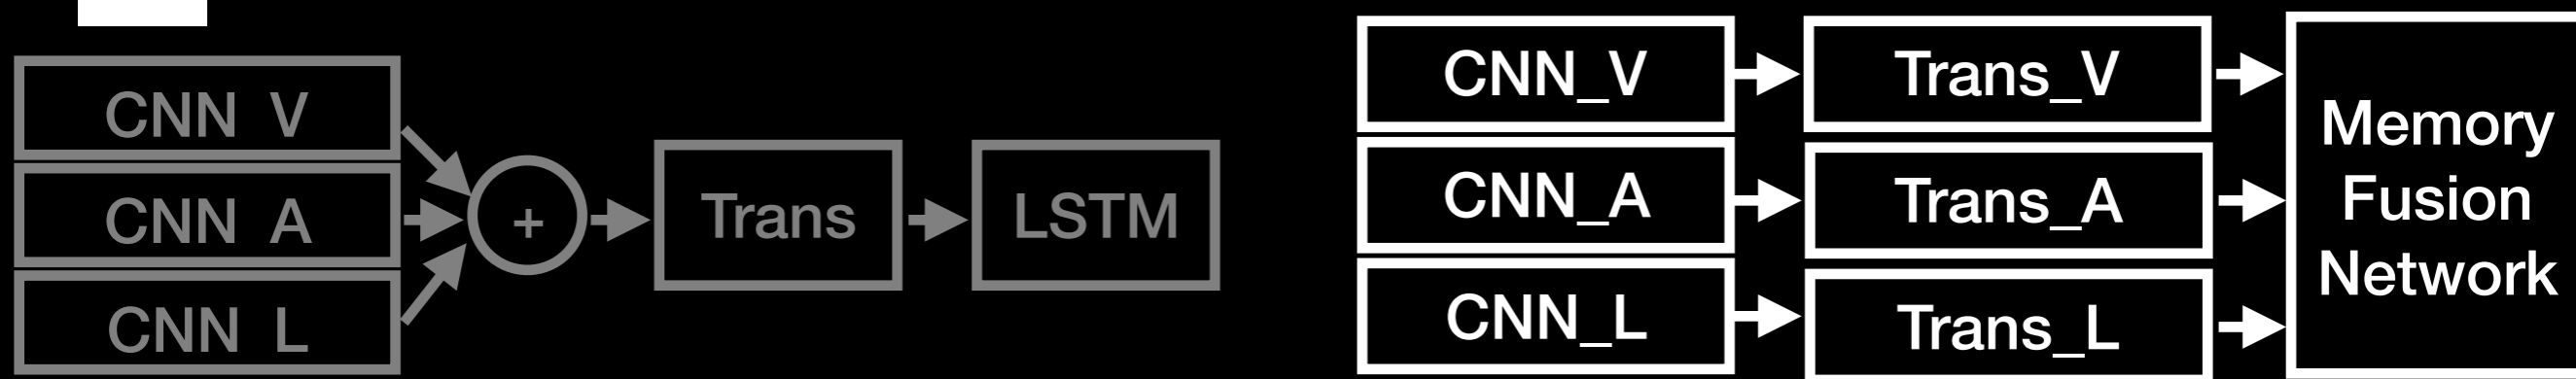 CNN V
CNN A
CNN L
+
Trans
LSTM
CNN_V
CNN_A
CNN_L
Trans_V
Trans_A
Trans_L
Memory
Fusion
Network